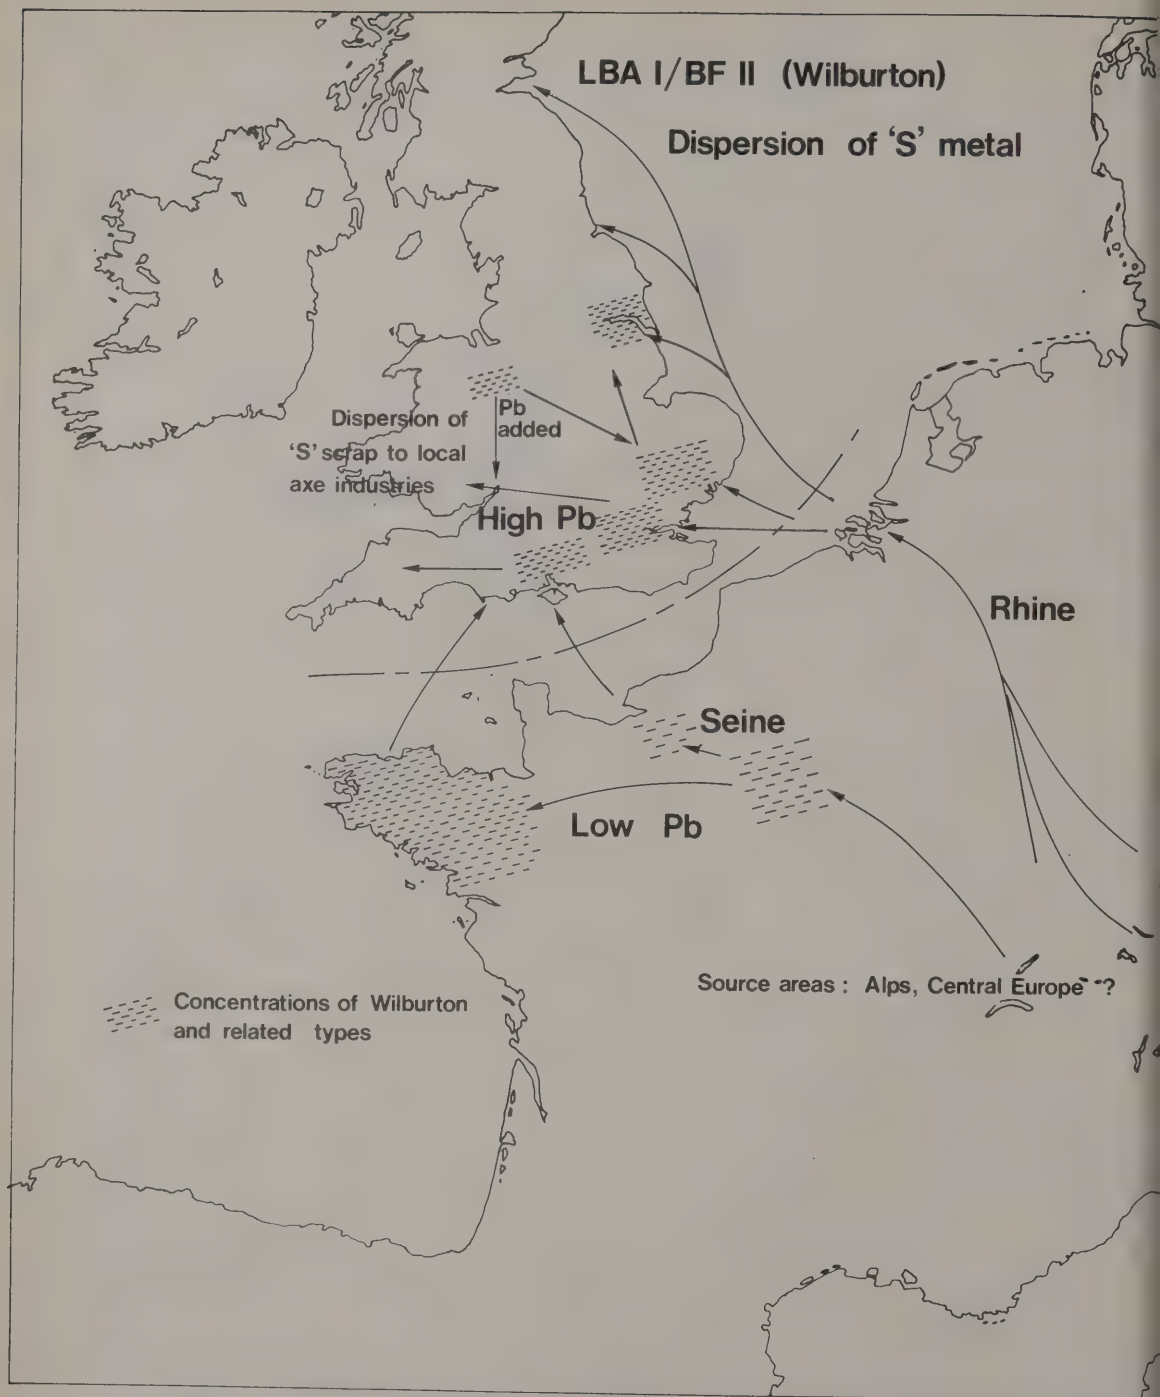 LBA I/BF II (Wilburton)
Dispersion of ‘S’ metal
Pb
added
Dispersion of
‘S’ scrap to local
axe industries
High Pb
Rhine
Seine
Low Pb
Source areas : Alps, Central Europe ?
Concentrations of Wilburton
and related types